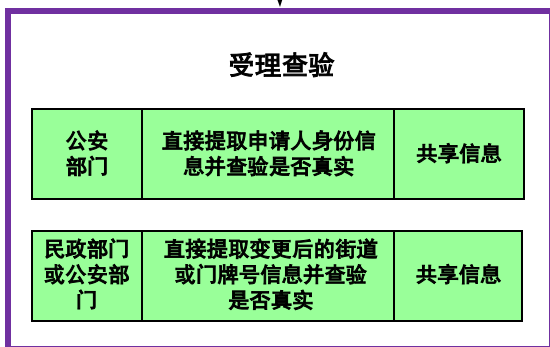 受理查验
公安
部门
直接提取申请人身份信
息并查验是否真实
共享信息
民政部门
或公安部
门
直接提取变更后的街道
或门牌号信息并查验
是否真实
共享信息